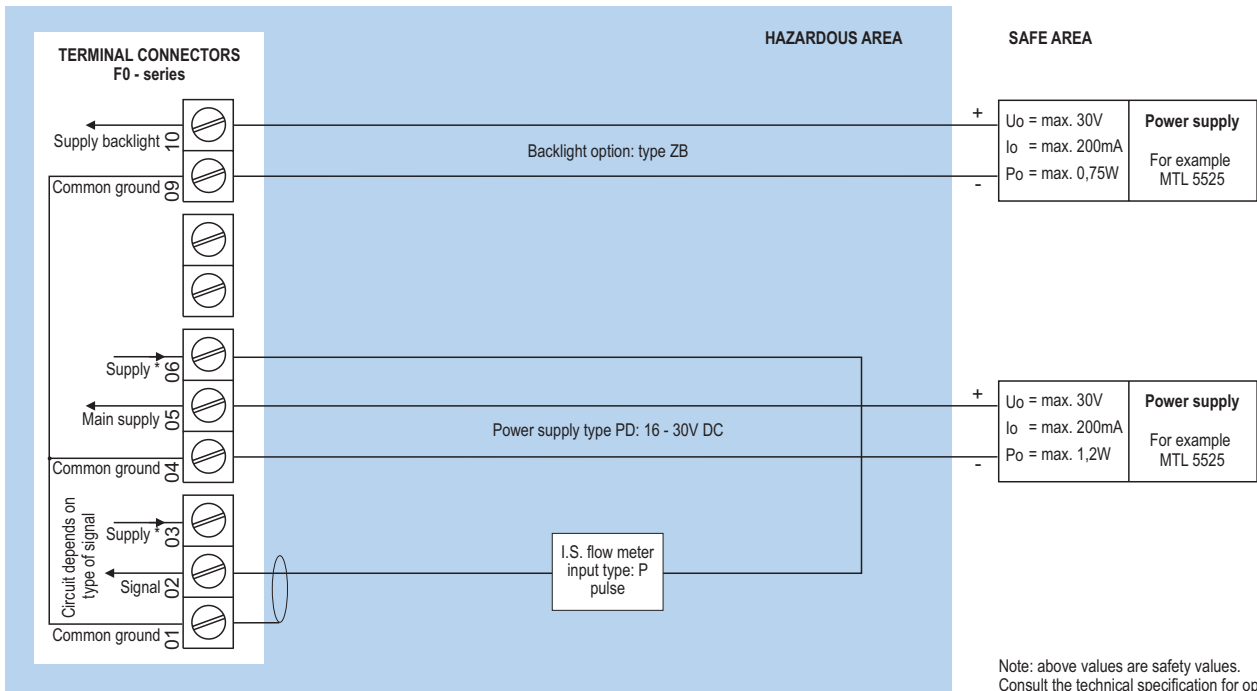 HAZARDOUS AREA
SAFE AREA
TERMINAL CONNECTORS
F0 - series
Supply backlight
10
Common ground
09
Backlight option: type ZB
+
-
Uo = max. 30V
Io = max. 200mA
Po = max. 0,75W
Power supply
For example
MTL 5525
Supply *
06
Main supply
05
Common ground
04
Power supply type PD: 16 - 30V DC
+
-
Uo = max. 30V
Io = max. 200mA
Po = max. 1,2W
Power supply
For example
MTL 5525
Circuit depends on
type of signal
Supply *
03
Signal
02
Common ground
01
I.S. flow meter
input type: P
pulse
Note: above values are safety values.
Consult the technical specification for